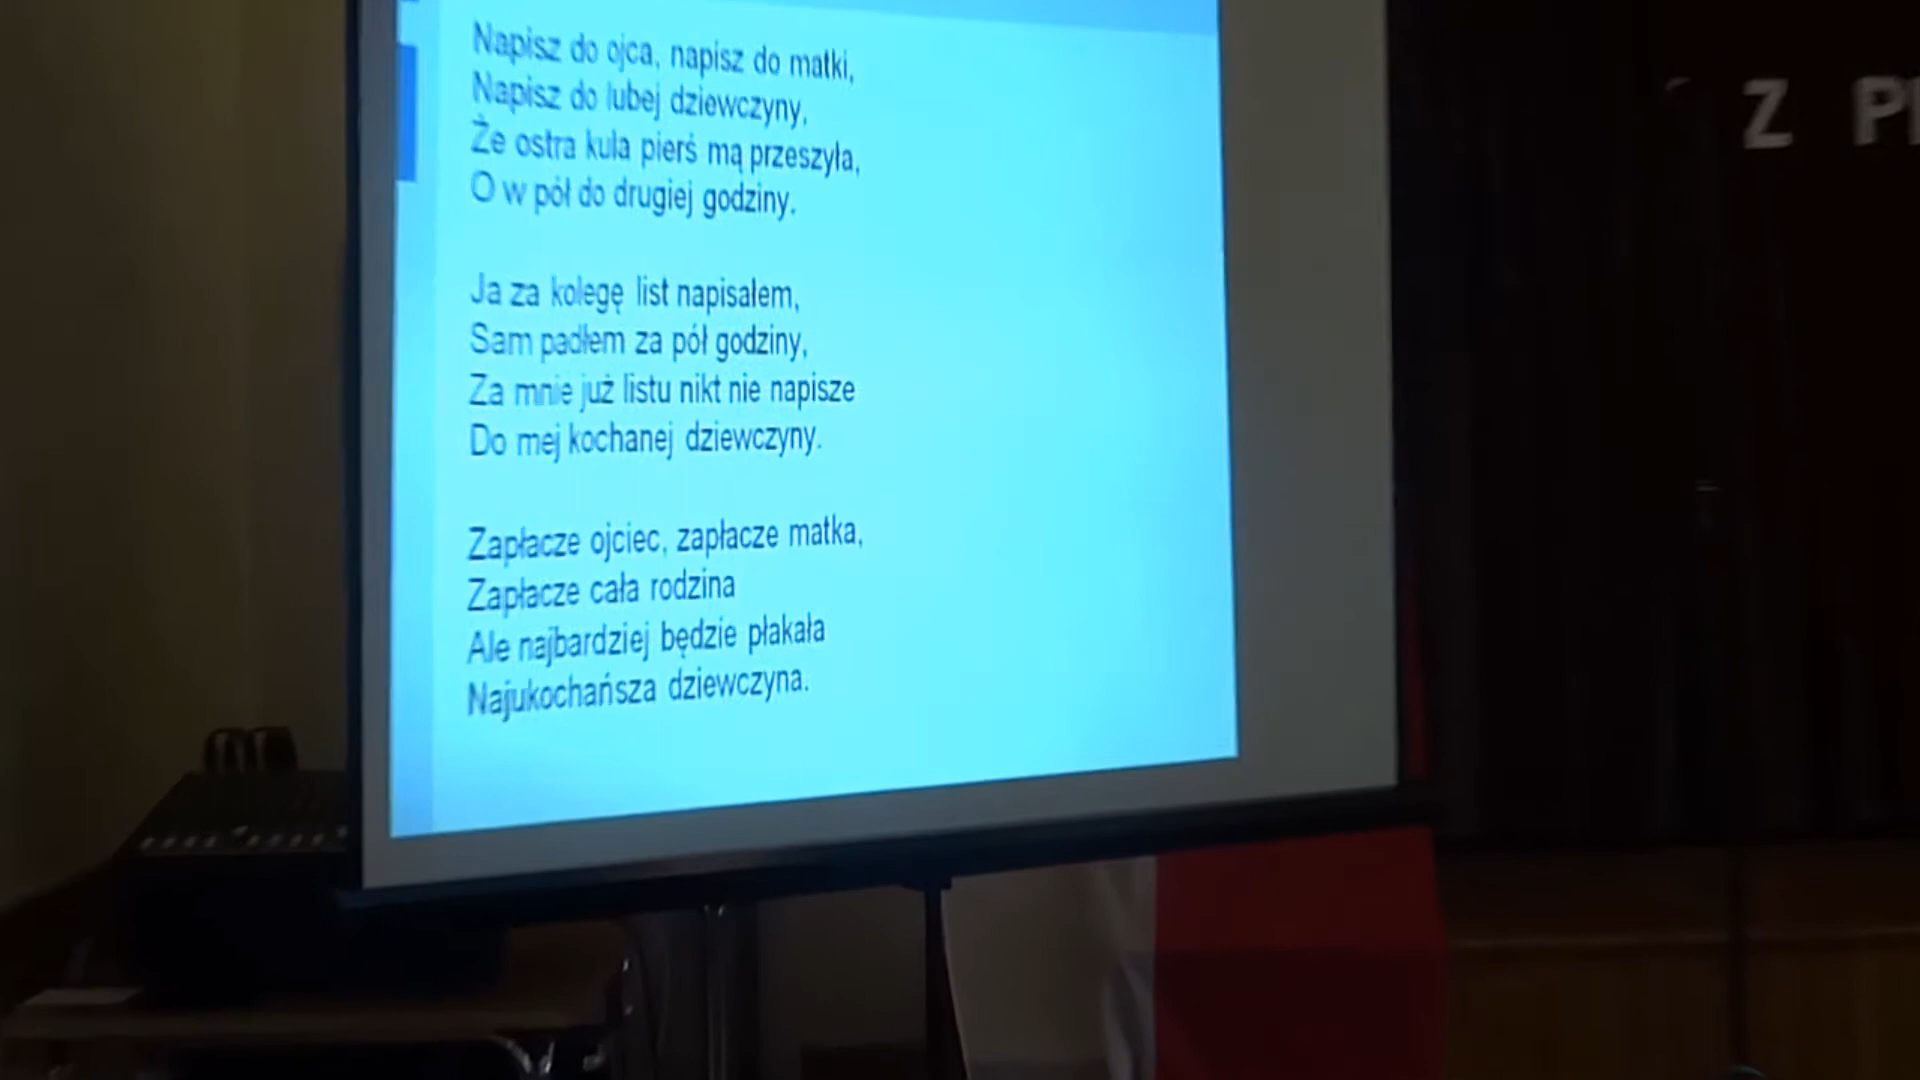 Napisz do ojca, napisz do matki,
Napisz do lubej dziewczyny,
Że ostra kula pierś mą przeszyła,
O w pół do drugiej godziny.
Ja za kolegę list napisałem,
Sam padłem za pół godziny,
Za mnie już listu nikt nie napisze
Do mej kochanej dziewczyny.
Zapłacze ojciec, zapłacze matka,
Zapłacze cała rodzina
Ale najbardziej będzie płakała
Najukochańsza dziewczyna.
Z